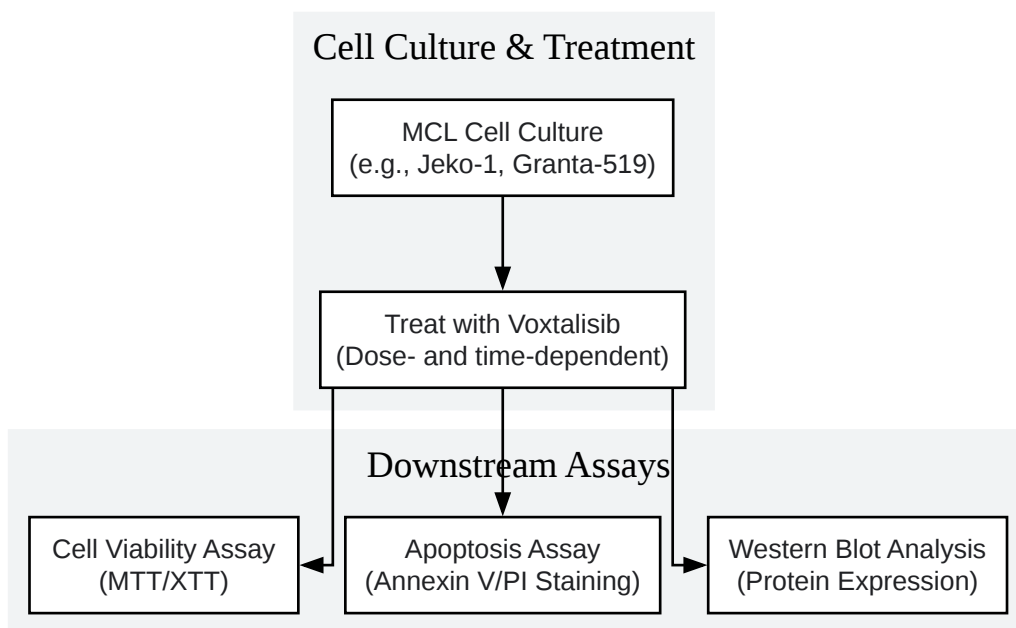 Cell Culture & Treatment
MCL Cell Culture
(e.g., Jeko-1, Granta-519)
Treat with Voxtalisib
(Dose- and time-dependent)
Downstream Assays
Cell Viability Assay
(MTT/XTT)
Apoptosis Assay
(Annexin V/PI Staining)
Western Blot Analysis
(Protein Expression)